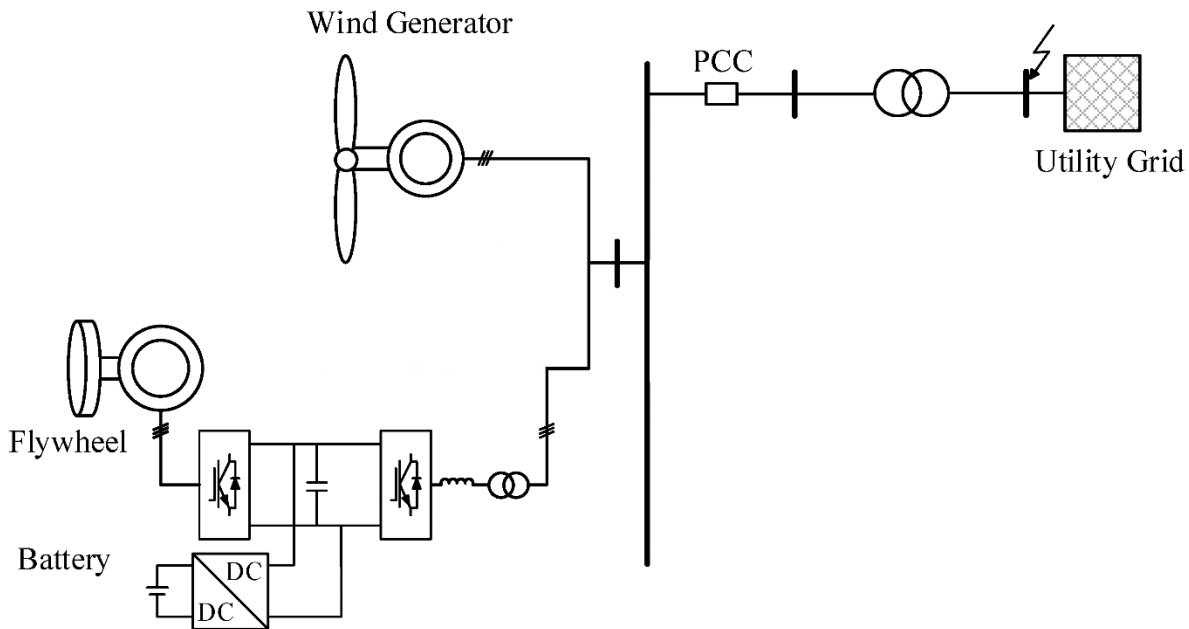 Wind Generator
PCC
Utility Grid
Flywheel
Battery
DC
DC